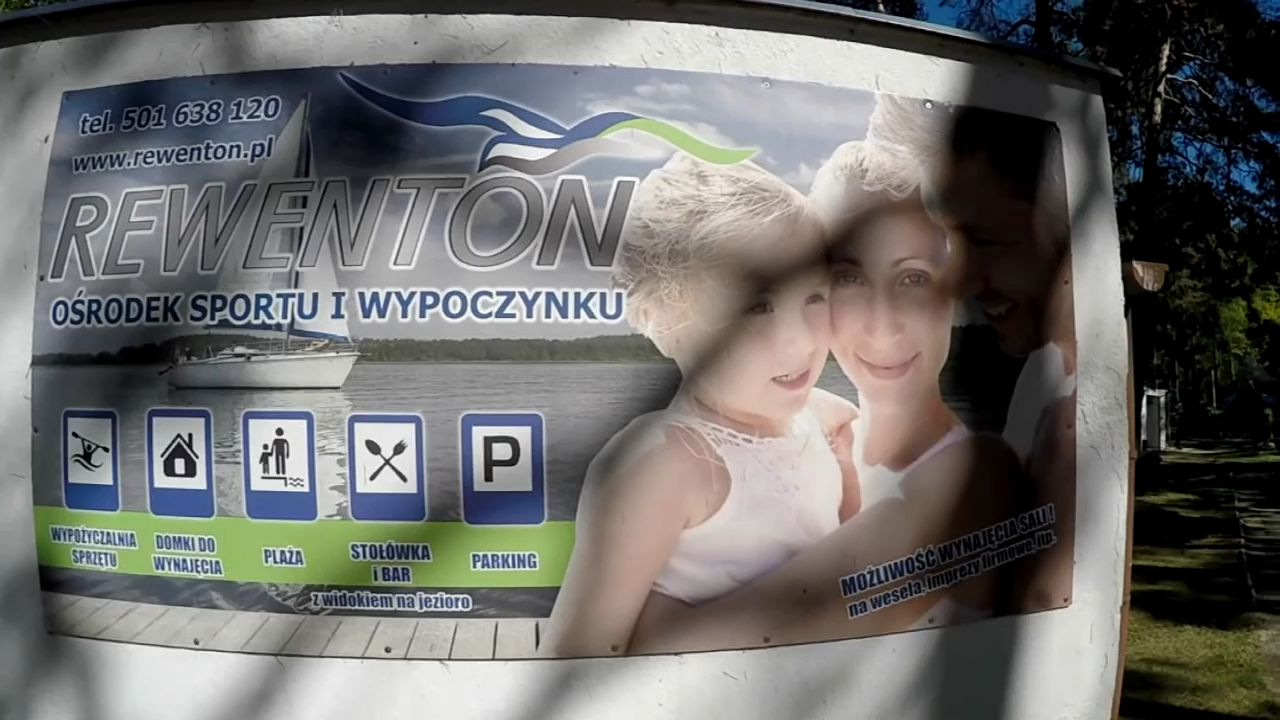 tel. 501 638 120
www.rewenton.pl
REWENTON
OŚRODEK SPORTU I WYPOCZYNKU
P
WYPOŻYCZALNIA
SPRZĘTU
DOMKI DO
WYNAJĘCIA
PLAŻA
STOŁÓWKA
i BAR
PARKING
z widokiem na jezioro
MOŻLIWOŚĆ WYNAJĘCIA SALI !
na wesela, imprezy firmowe itp.